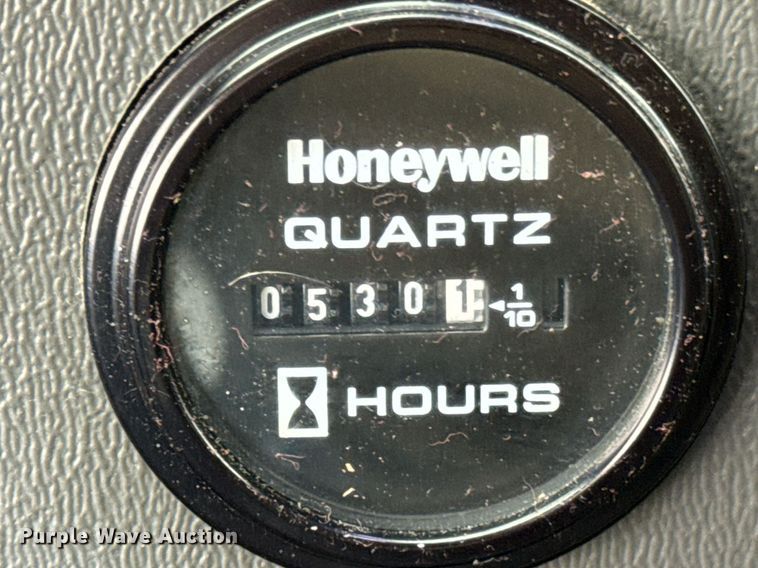 Honeywell
QUARTZ
0 5 3 0 1 ◄ 1/10
HOURS
Purple Wave Auction